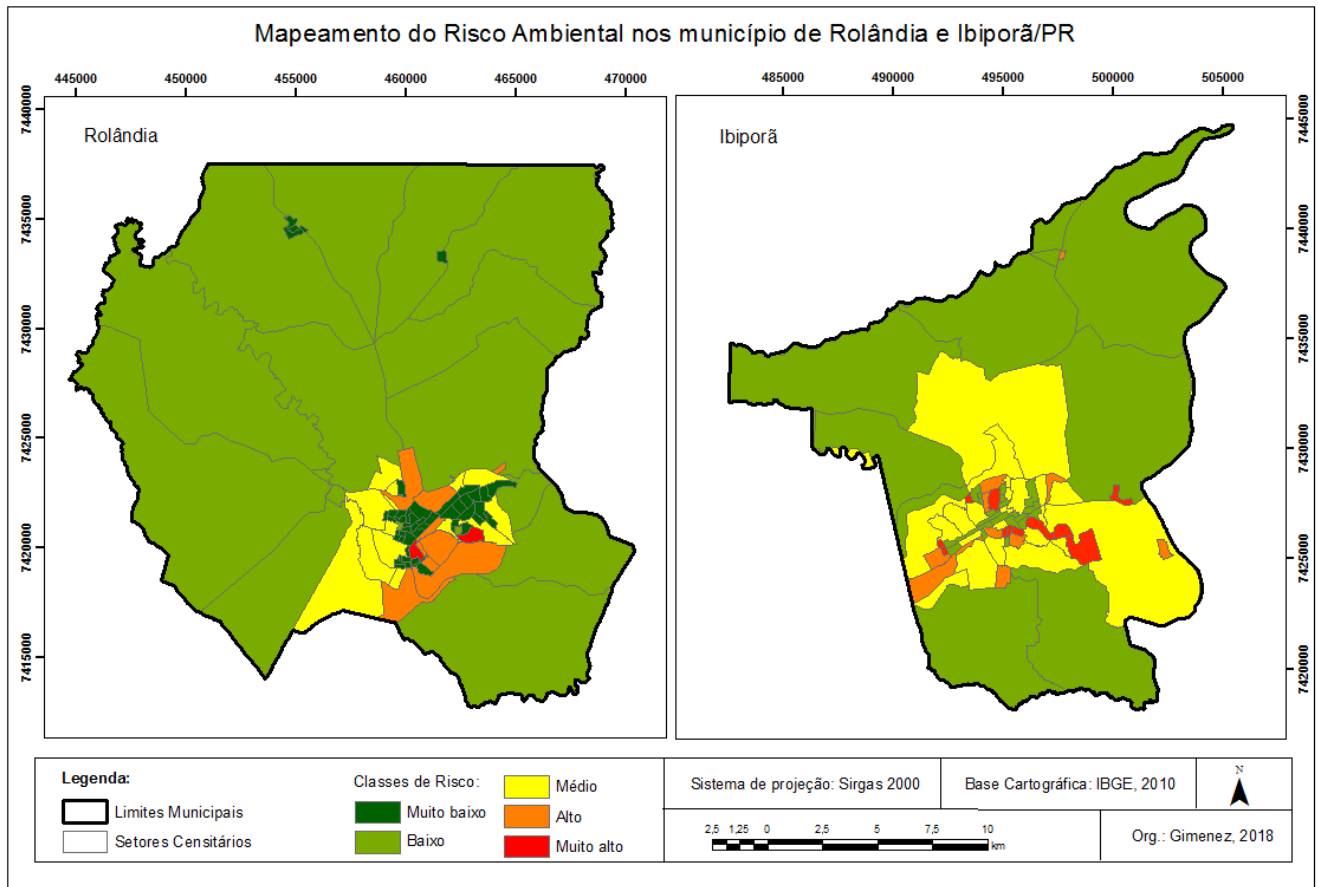 Mapeamento do Risco Ambiental nos município de Rolândia e Ibiporã/PR
445000 450000 455000 460000 465000 470000
485000 490000 495000 500000 505000
7440000
7435000
7430000
7425000
7420000
7415000
Rolândia
Ibiporã
7445000
7440000
7435000
7430000
7425000
7420000
Legenda:
Limites Municipais
Setores Censitários
Classes de Risco:
Muito baixo
Baixo
Médio
Alto
Muito alto
Sistema de projeção: Sirgas 2000
Base Cartográfica: IBGE, 2010
N
2,5 1,25 0 2,5 5 7,5 10
km
Org.: Gimenez, 2018